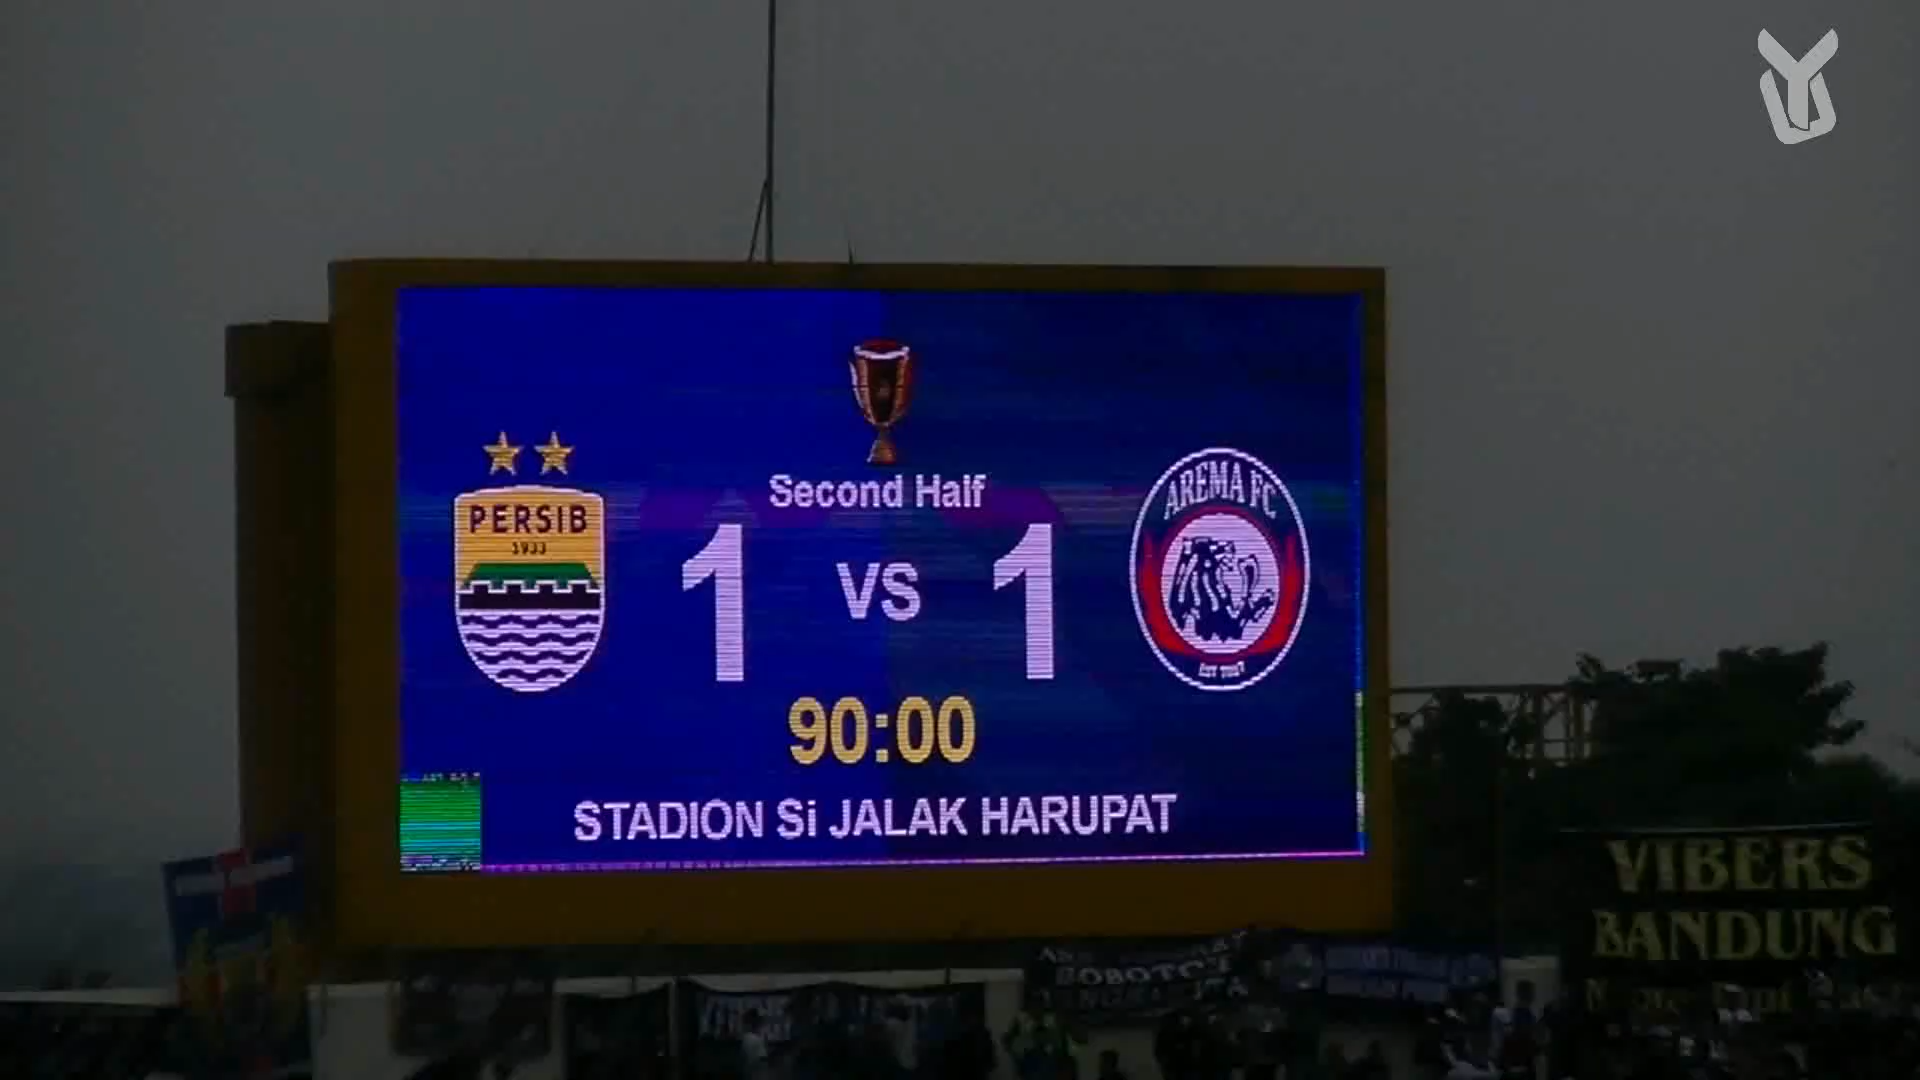 Second Half
PERSIB
1933
1 VS 1
AREMA FC
90:00
STADION Si JALAK HARUPAT
VIBERS
BANDUNG